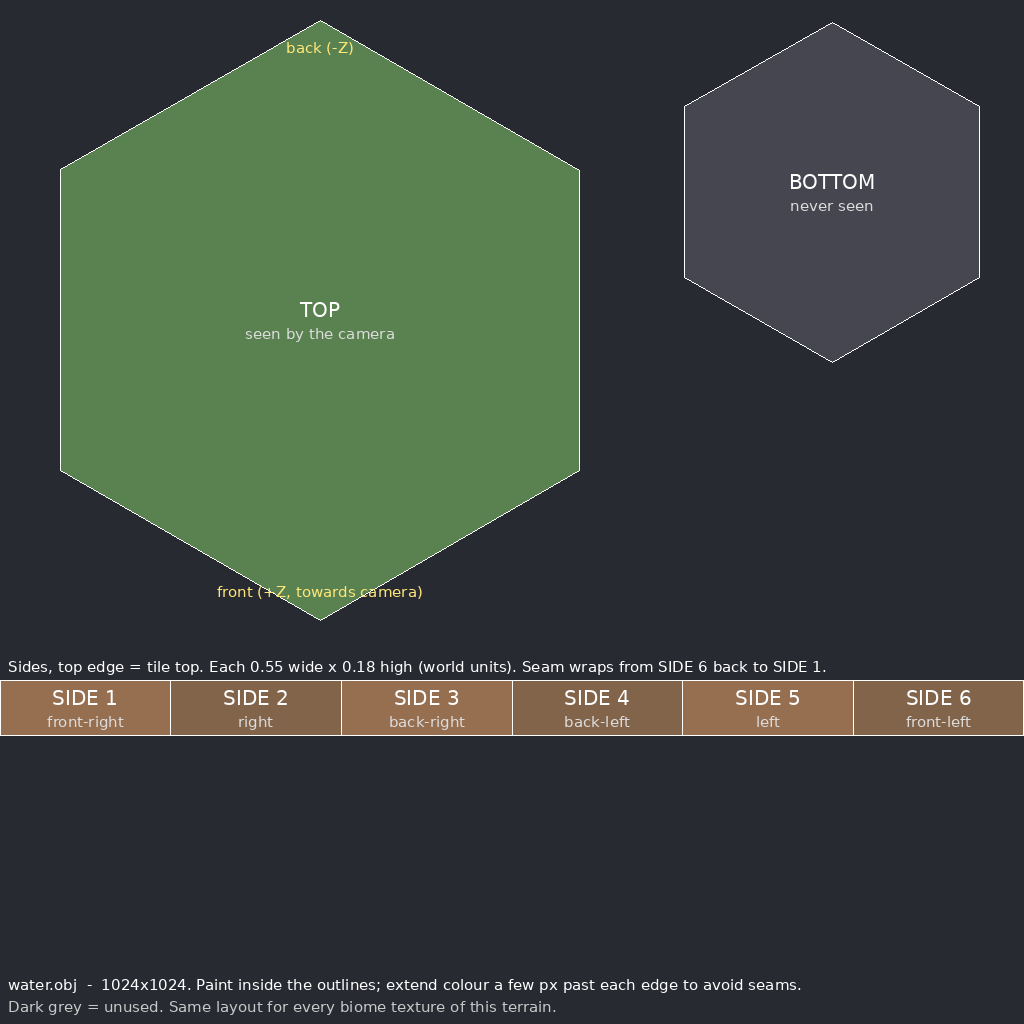 back (-Z)
TOP
seen by the camera
front (+Z, towards camera)
BOTTOM
never seen
Sides, top edge = tile top. Each 0.55 wide x 0.18 high (world units). Seam wraps from SIDE 6 back to SIDE 1.
SIDE 1
front-right
SIDE 2
right
SIDE 3
back-right
SIDE 4
back-left
SIDE 5
left
SIDE 6
front-left
water.obj - 1024x1024. Paint inside the outlines; extend colour a few px past each edge to avoid seams.
Dark grey = unused. Same layout for every biome texture of this terrain.